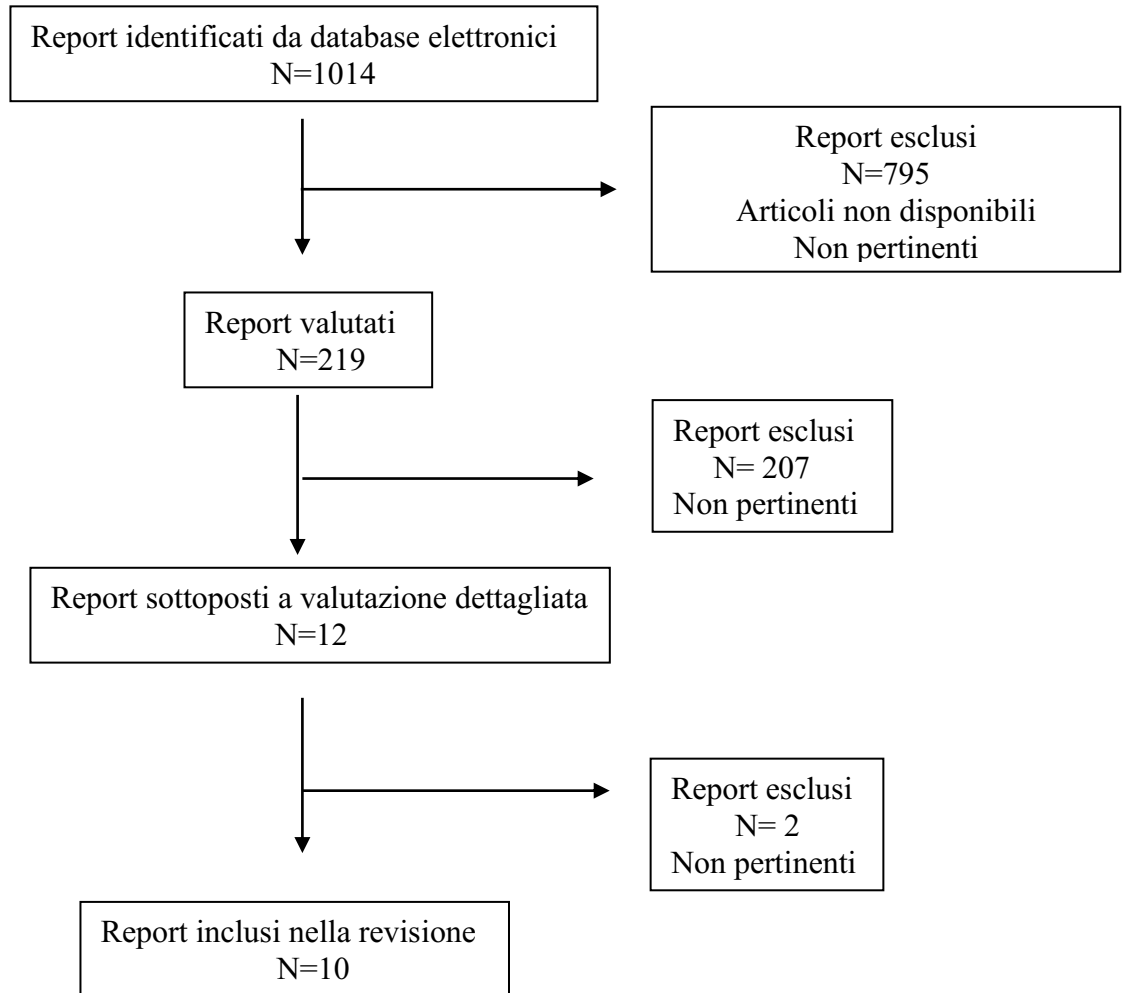 Report identificati da database elettronici
N=1014
Report esclusi
N=795
Articoli non disponibili
Non pertinenti
Report valutati
N=219
Report esclusi
N= 207
Non pertinenti
Report sottoposti a valutazione dettagliata
N=12
Report esclusi
N= 2
Non pertinenti
Report inclusi nella revisione
N=10